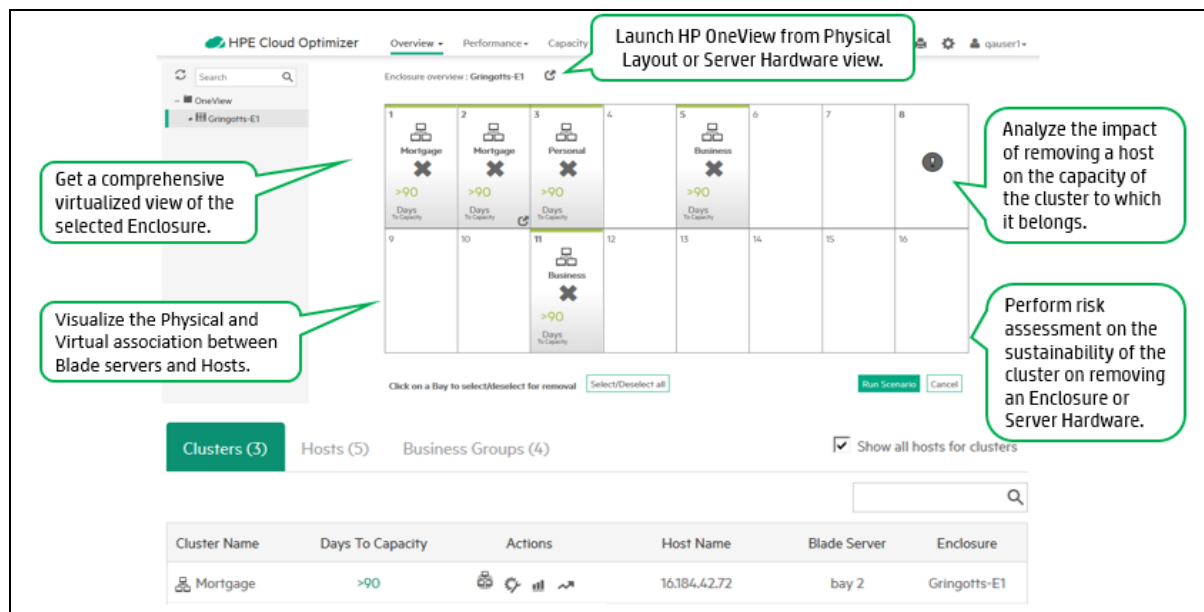 HPE Cloud Optimizer
Overview
Performance
Capacity
qauser1
Launch HP OneView from Physical
Layout or Server Hardware view.
Search
Enclosure overview : Gringotts-E1
OneView
Gringotts-E1
1
2
3
4
5
6
7
8
Mortgage
Mortgage
Personal
Business
>90
>90
>90
>90
Days
To Capacity
Days
To Capacity
Days
To Capacity
Days
To Capacity
9
10
11
12
13
14
15
16
Business
>90
Days
To Capacity
Get a comprehensive
virtualized view of the
selected Enclosure.
Analyze the impact
of removing a host
on the capacity of
the cluster to which
it belongs.
Visualize the Physical and
Virtual association between
Blade servers and Hosts.
Perform risk
assessment on the
sustainability of the
cluster on removing
an Enclosure or
Server Hardware.
Click on a Bay to select/deselect for removal
Select/Deselect all
Run Scenario
Cancel
Clusters (3)
Hosts (5)
Business Groups (4)
Show all hosts for clusters
Cluster Name
Days To Capacity
Actions
Host Name
Blade Server
Enclosure
Mortgage
>90
16.184.42.72
bay 2
Gringotts-E1